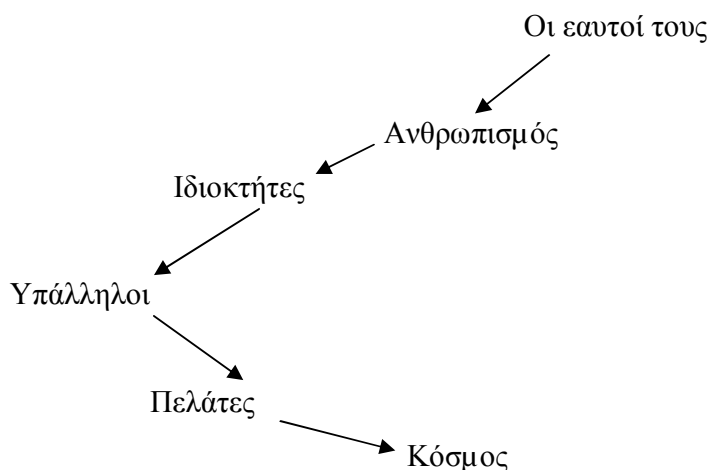 Οι εαυτοί τους
Ανθρωπισμός
Ιδιοκτήτες
Υπάλληλοι
Πελάτες
Κόσμος